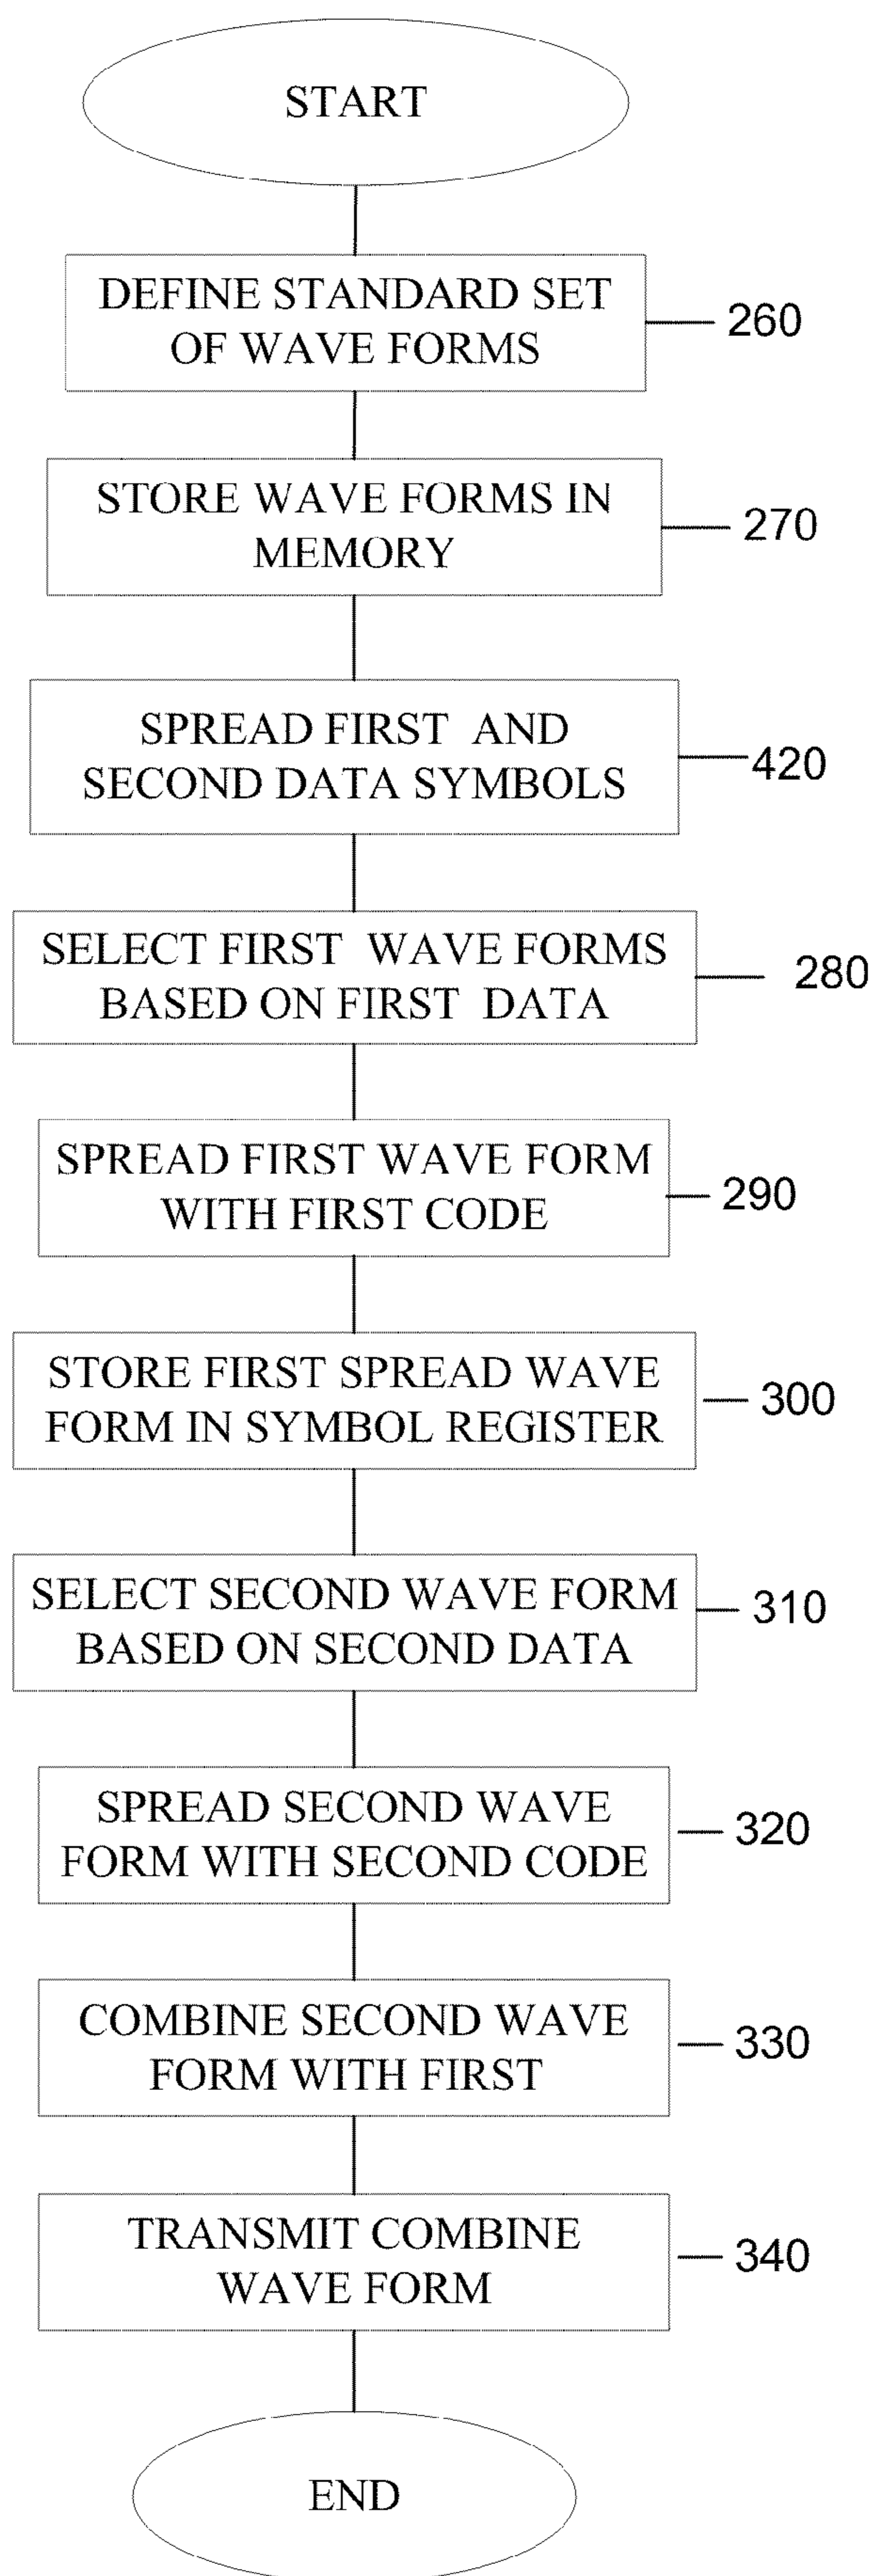 START
DEFINE STANDARD SET
OF WAVE FORMS
260
STORE WAVE FORMS IN
MEMORY
270
SPREAD FIRST AND
SECOND DATA SYMBOLS
420
SELECT FIRST WAVE FORMS
BASED ON FIRST DATA
280
SPREAD FIRST WAVE FORM
WITH FIRST CODE
290
STORE FIRST SPREAD WAVE
FORM IN SYMBOL REGISTER
300
SELECT SECOND WAVE FORM
BASED ON SECOND DATA
310
SPREAD SECOND WAVE
FORM WITH SECOND CODE
320
COMBINE SECOND WAVE
FORM WITH FIRST
330
TRANSMIT COMBINE
WAVE FORM
340
END